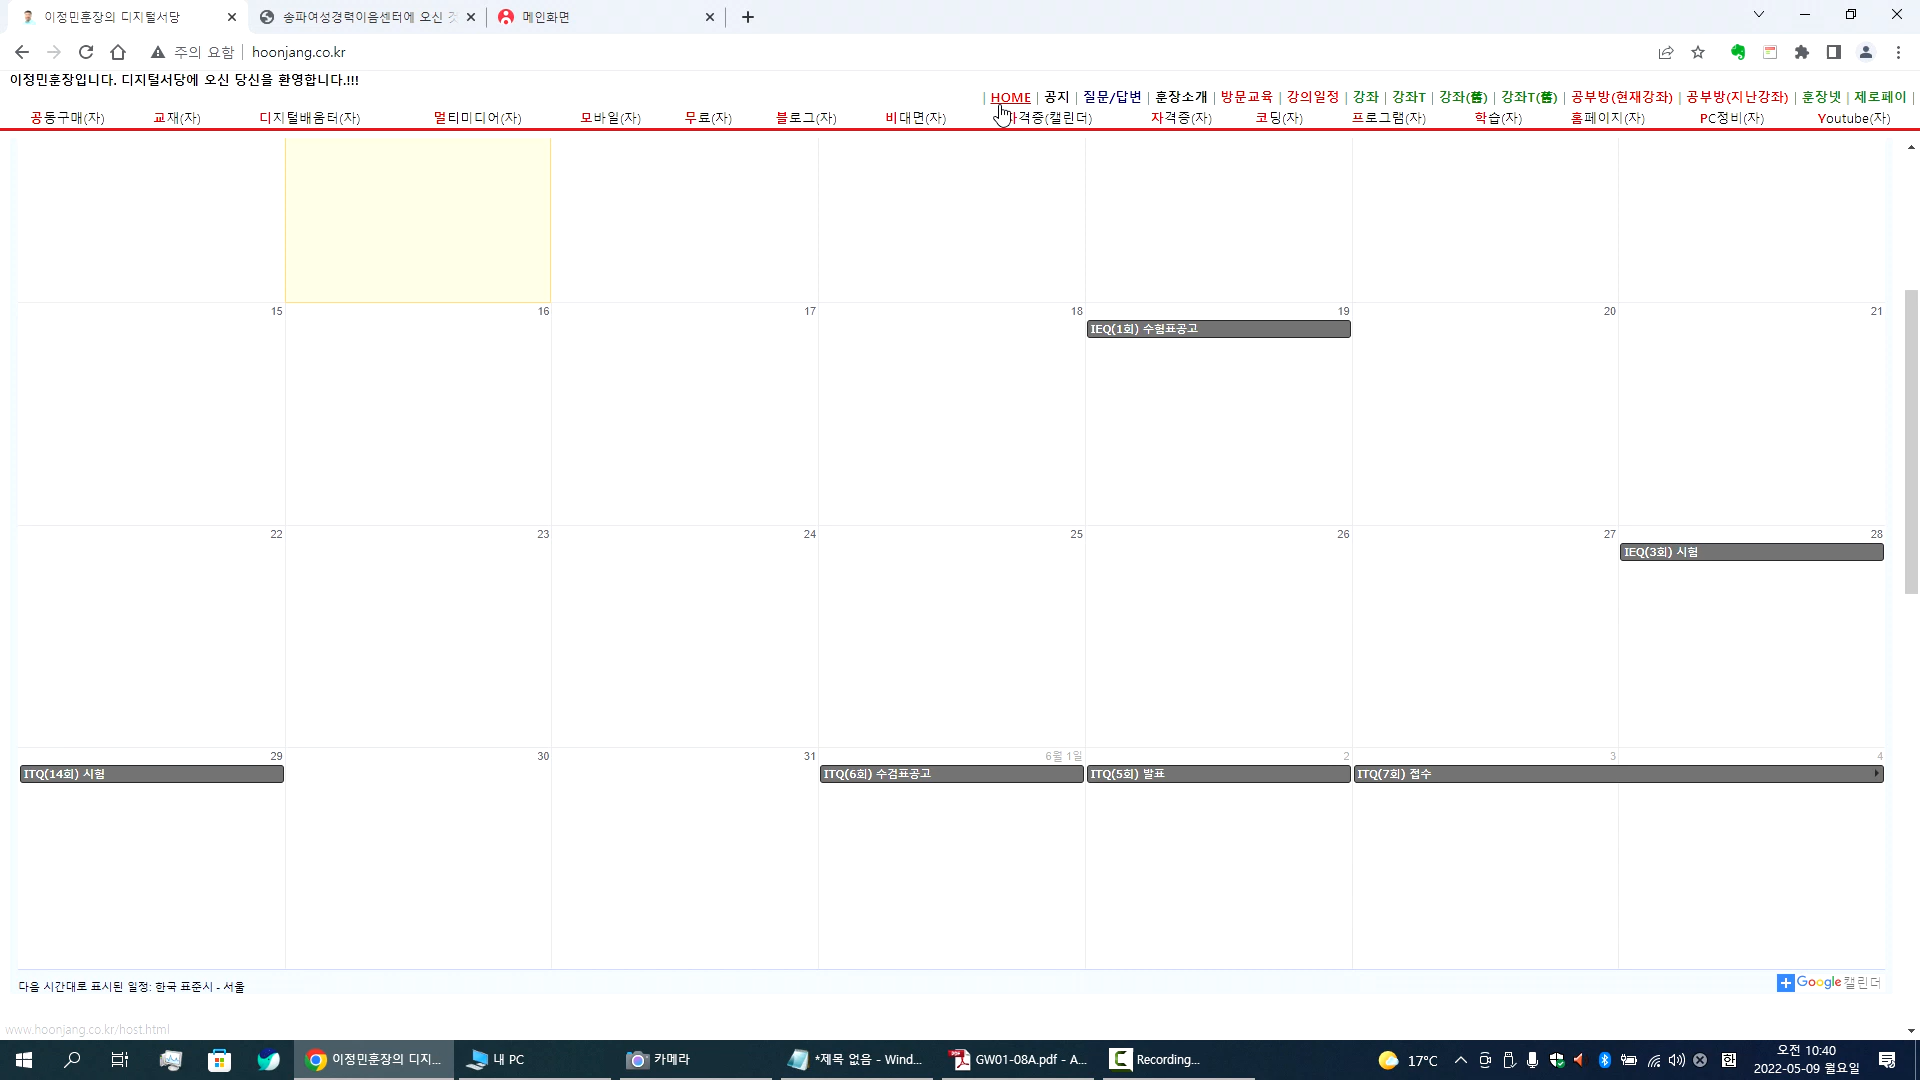 이정민훈장의 디지털서당
송파여성경력이음센터에 오신 것
메인화면
주의 요함 | hoonjang.co.kr
이정민훈장입니다. 디지털서당에 오신 당신을 환영합니다.!!!
| HOME | 공지 | 질문/답변 | 훈장소개 | 방문교육 | 강의일정 | 강좌 | 강좌T | 강좌(舊) | 강좌T(舊) | 공부방(현재강좌) | 공부방(지난강좌) | 훈장넷 | 제로페이 |
공동구매(자) 교재(자) 디지털배움터(자) 멀티미디어(자) 모바일(자) 무료(자) 블로그(자) 비대면(자) 자격증(캘린더) 자격증(자) 코딩(자) 프로그램(자) 학습(자) 홈페이지(자) PC정비(자) Youtube(자)
15 16 17 18 19 20 21
IEQ(1회) 수험표공고
22 23 24 25 26 27 28
IEQ(3회) 시험
29 30 31 6월 1일 2 3 4
ITQ(14회) 시험 ITQ(6회) 수검표공고 ITQ(5회) 발표 ITQ(7회) 접수
다음 시간대로 표시된 일정: 한국 표준시 - 서울
Google 캘린더
www.hoonjang.co.kr/host.html
이정민훈장의 디지...
내 PC
카메라
*제목 없음 - Wind...
GW01-08A.pdf - A...
Recording...
17°C
한
오전 10:40
2022-05-09 월요일